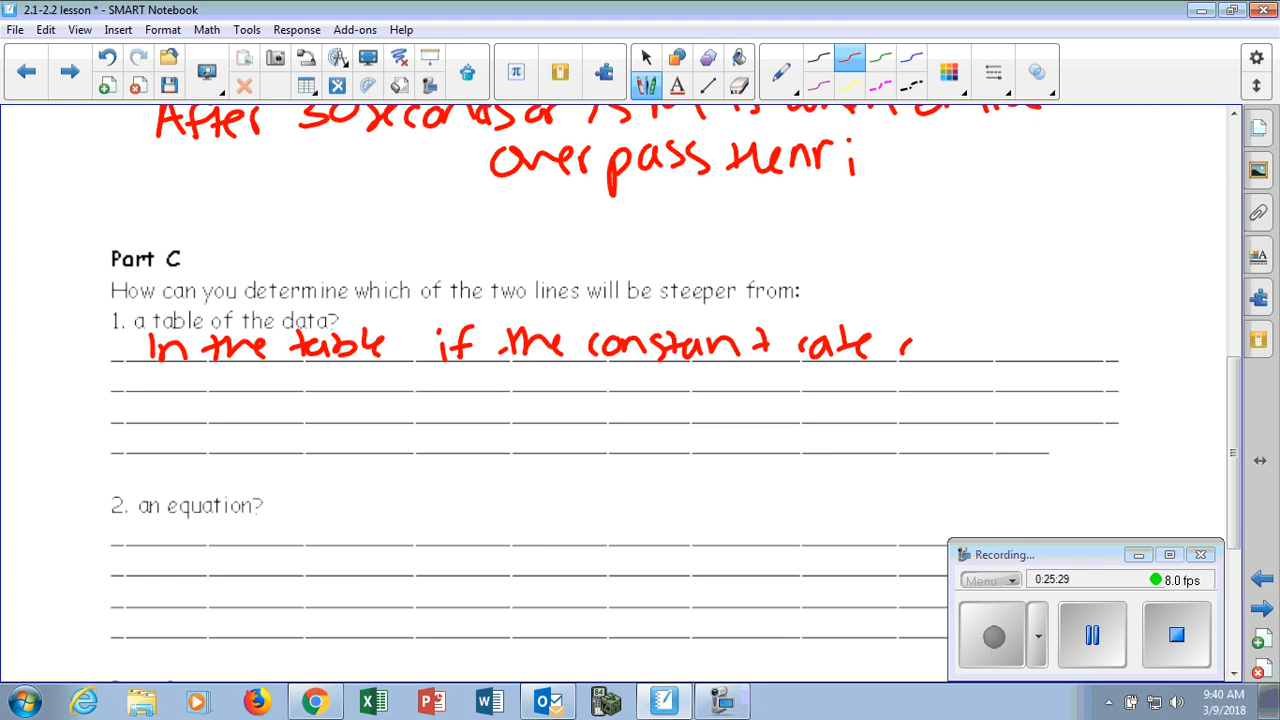 2.1-2.2 lesson * - SMART Notebook
File Edit View Insert Format Math Tools Response Add-ons Help
After 30 seconds
over pass Henri
Part C
How can you determine which of the two lines will be steeper from:
1. a table of the data?
In the table if the constant rate
2. an equation?
Recording...
Menu
0:25:29
8.0 fps
9:40 AM
3/9/2018